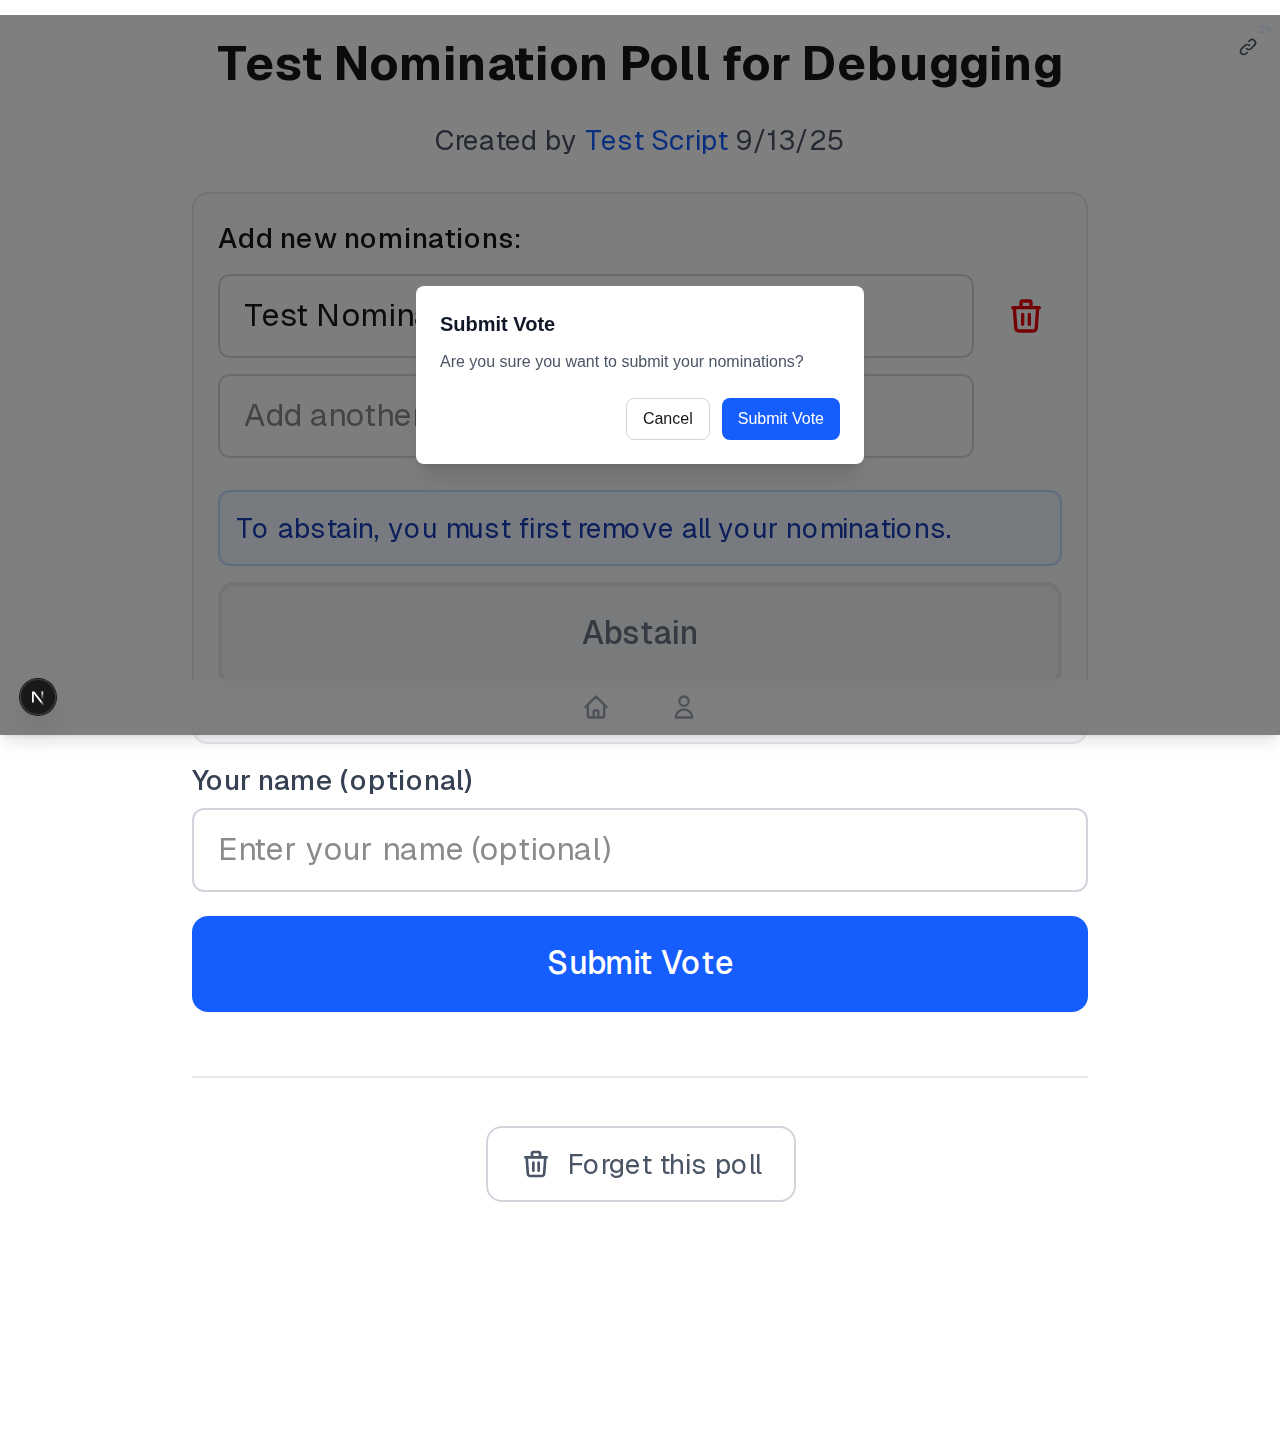 Test Nomination Poll for Debugging
Created by Test Script 9/13/25
Add new nominations:
Test Nomin
Submit Vote
Are you sure you want to submit your nominations?
Add another
Cancel
Submit Vote
To abstain, you must first remove all your nominations.
Abstain
N
Your name (optional)
Enter your name (optional)
Submit Vote
Forget this poll